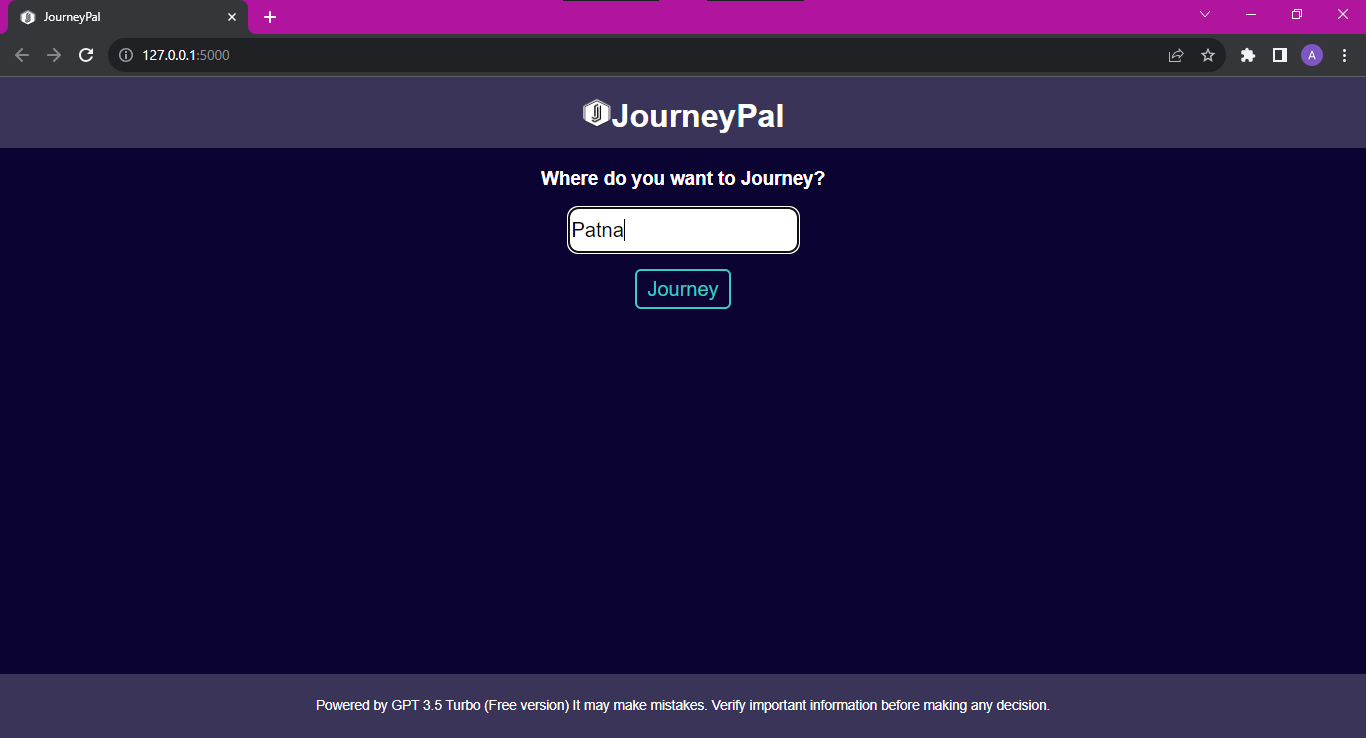 JourneyPal
127.0.0.1:5000
A
JourneyPal
Where do you want to Journey?
Patna
Journey
Powered by GPT 3.5 Turbo (Free version) It may make mistakes. Verify important information before making any decision.